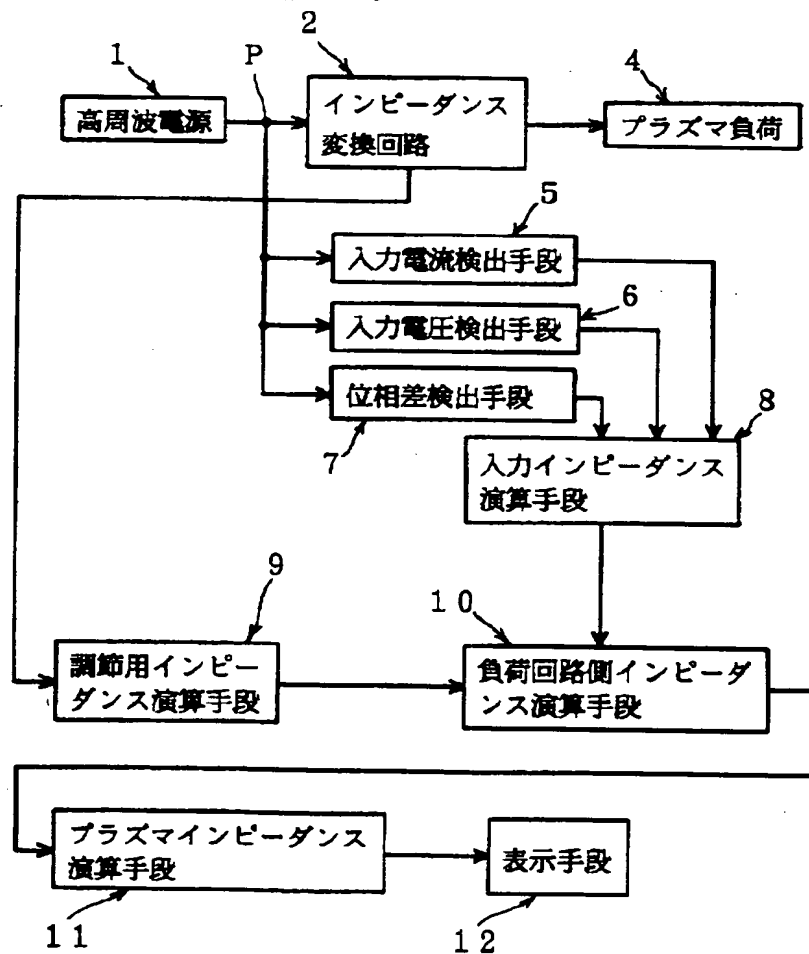 1
P
2
4
高周波電源
インピーダンス
変換回路
プラズマ負荷
5
入力電流検出手段
6
入力電圧検出手段
位相差検出手段
7
8
入力インピーダンス
演算手段
9
10
調節用インピー
ダンス演算手段
負荷回路側インピーダ
ンス演算手段
プラズマインピーダンス
演算手段
表示手段
11
12